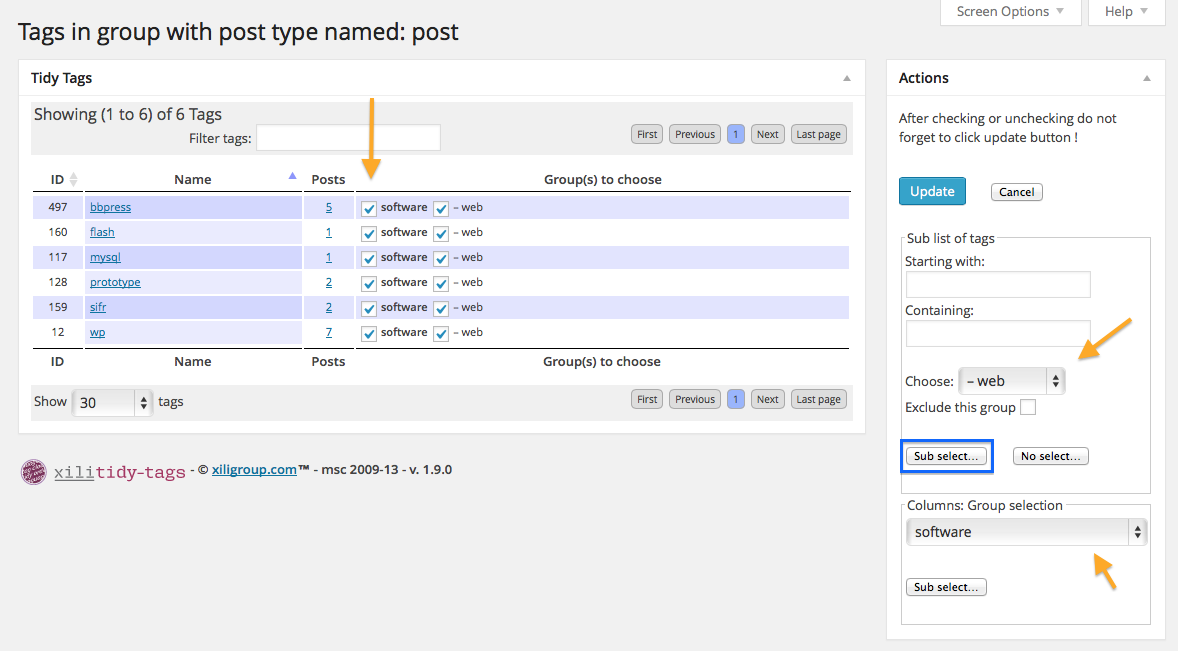 Screen Options Help
Tags in group with post type named: post
Tidy Tags
Showing (1 to 6) of 6 Tags
Filter tags:
First Previous 1 Next Last page
ID Name Posts Group(s) to choose
497 bbpress 5 software – web
160 flash 1 software – web
117 mysql 1 software – web
128 prototype 2 software – web
159 sifr 2 software – web
12 wp 7 software – web
ID Name Posts Group(s) to choose
Show 30 tags
First Previous 1 Next Last page
xilitidy-tags - © xiligroup.com™ - msc 2009-13 - v. 1.9.0
Actions
After checking or unchecking do not
forget to click update button !
Update Cancel
Sub list of tags
Starting with:
Containing:
Choose: – web
Exclude this group
Sub select... No select...
Columns: Group selection
software
Sub select...